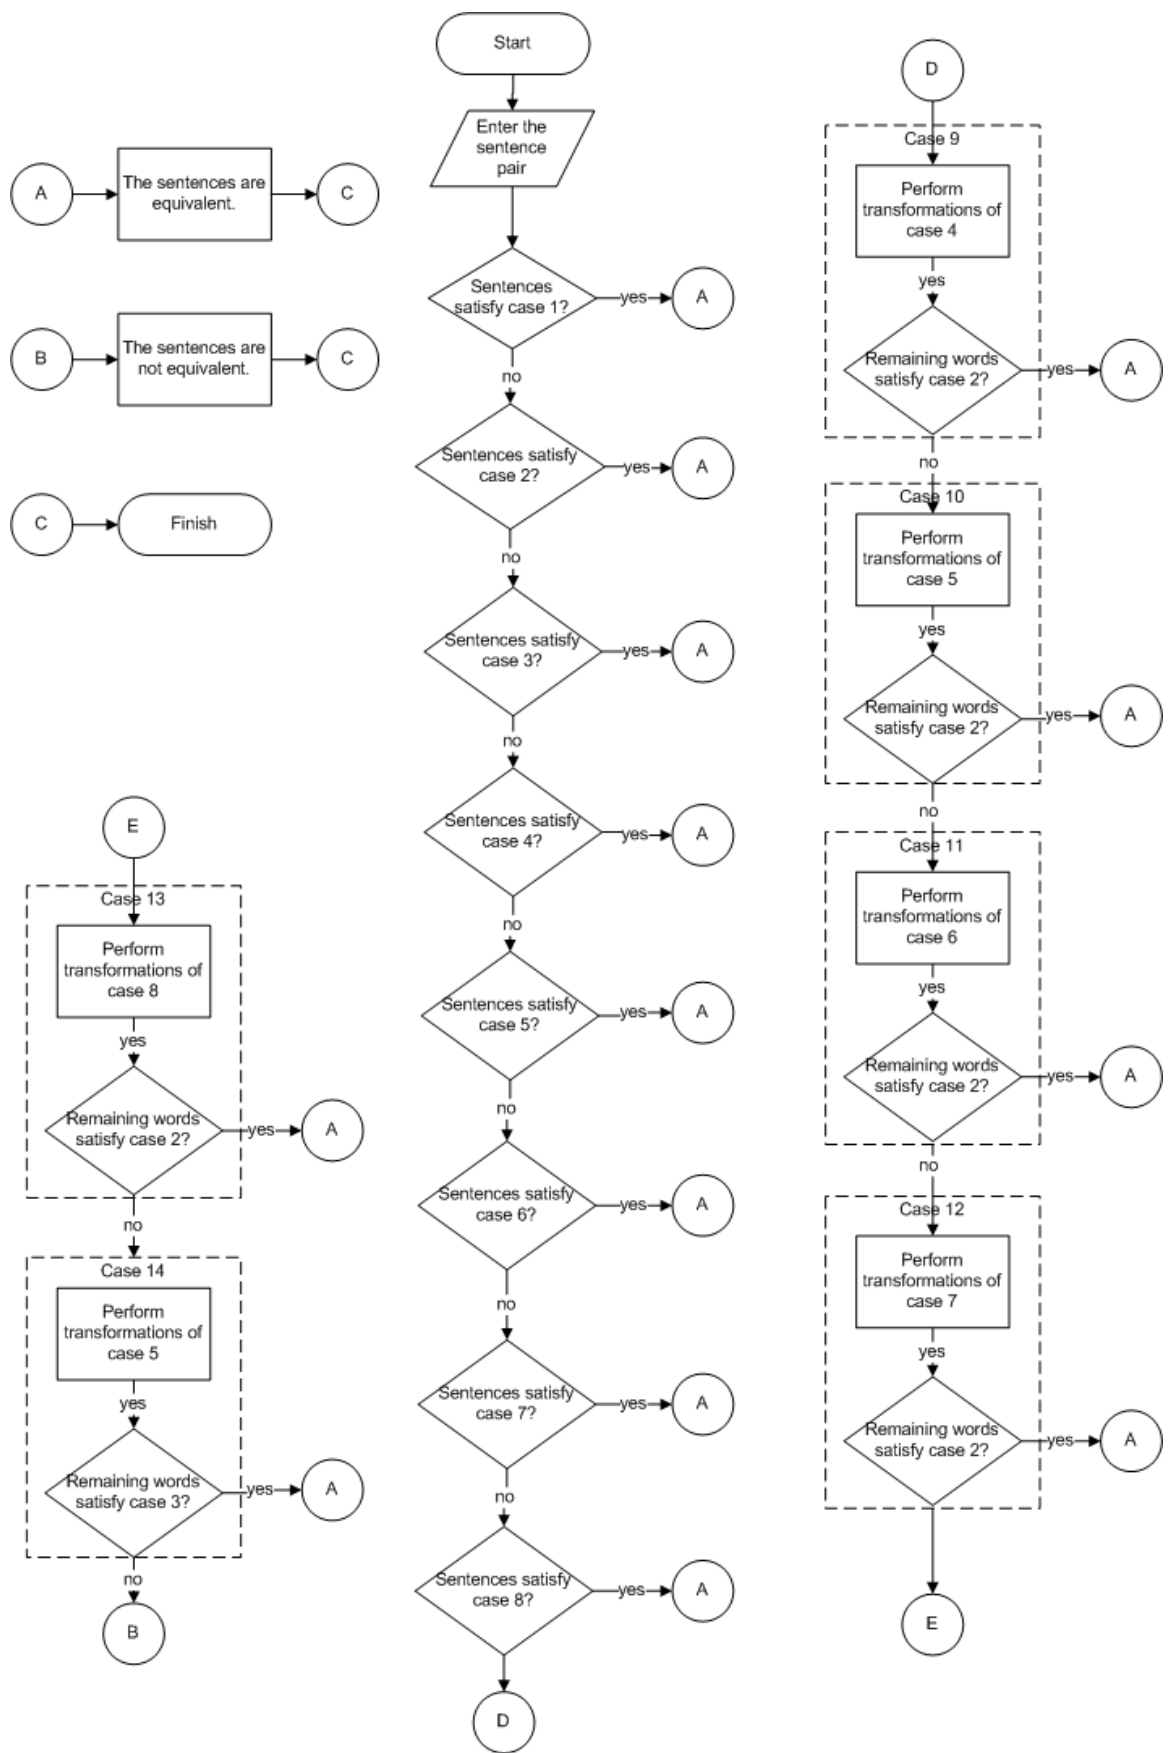 Start
Enter the
sentence
pair
Sentences
satisfy case 1?
yes
A
no
Sentences satisfy
case 2?
yes
A
no
Sentences satisfy
case 3?
yes
A
no
Sentences satisfy
case 4?
yes
A
no
Sentences satisfy
case 5?
yes
A
no
Sentences satisfy
case 6?
yes
A
no
Sentences satisfy
case 7?
yes
A
no
Sentences satisfy
case 8?
yes
A
D
A
The sentences are
equivalent.
C
B
The sentences are
not equivalent.
C
C
Finish
D
Case 9
Perform
transformations of
case 4
yes
Remaining words
satisfy case 2?
yes
A
no
Case 10
Perform
transformations of
case 5
yes
Remaining words
satisfy case 2?
yes
A
no
Case 11
Perform
transformations of
case 6
yes
Remaining words
satisfy case 2?
yes
A
no
Case 12
Perform
transformations of
case 7
yes
Remaining words
satisfy case 2?
yes
A
E
E
Case 13
Perform
transformations of
case 8
yes
Remaining words
satisfy case 2?
yes
A
no
Case 14
Perform
transformations of
case 5
yes
Remaining words
satisfy case 3?
yes
A
no
B